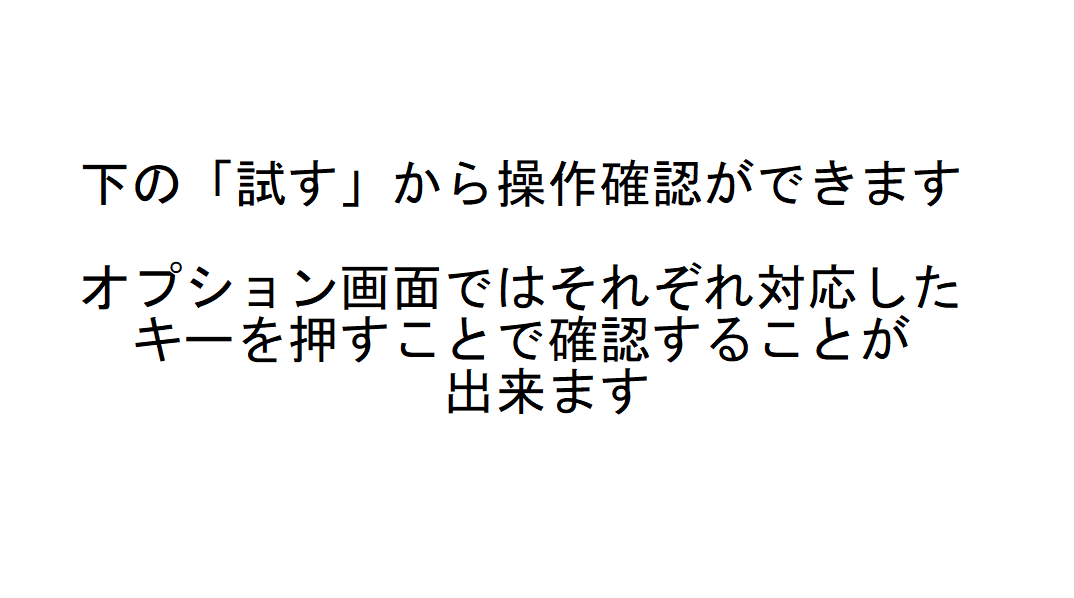 下の「試す」から操作確認ができます
オプション画面ではそれぞれ対応した
キーを押すことで確認することが
出来ます